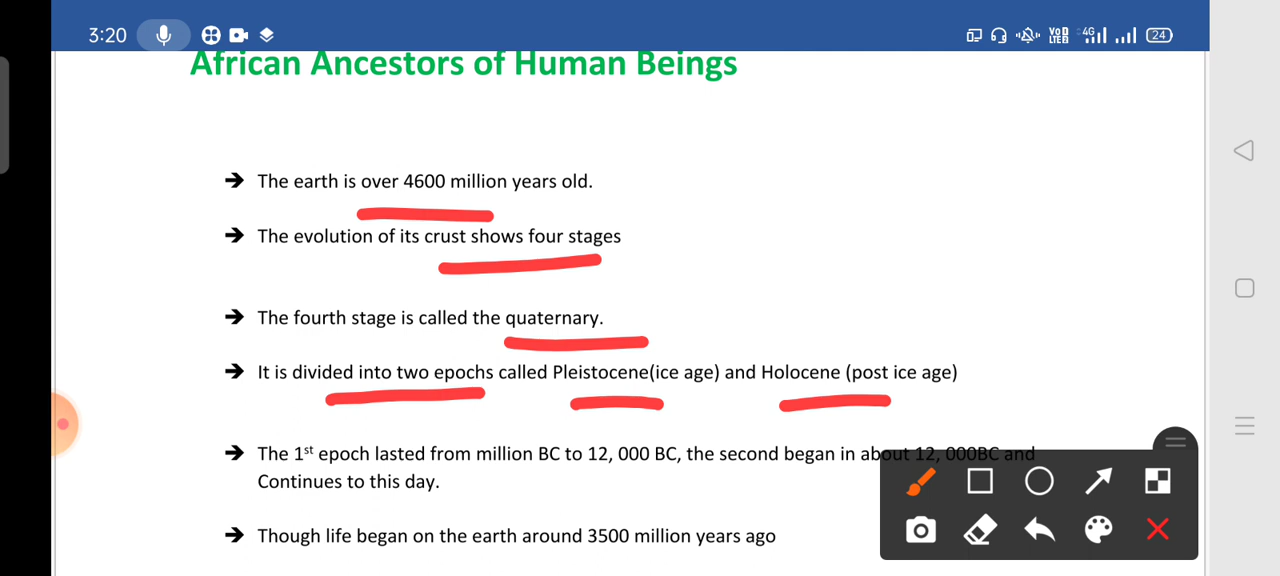 3:20
VoD LTE2 4G 24
African Ancestors of Human Beings
➔ The earth is over 4600 million years old.
➔ The evolution of its crust shows four stages
➔ The fourth stage is called the quaternary.
➔ It is divided into two epochs called Pleistocene(ice age) and Holocene (post ice age)
➔ The 1st epoch lasted from million BC to 12, 000 BC, the second began in about 12, 000BC and
Continues to this day.
➔ Though life began on the earth around 3500 million years ago